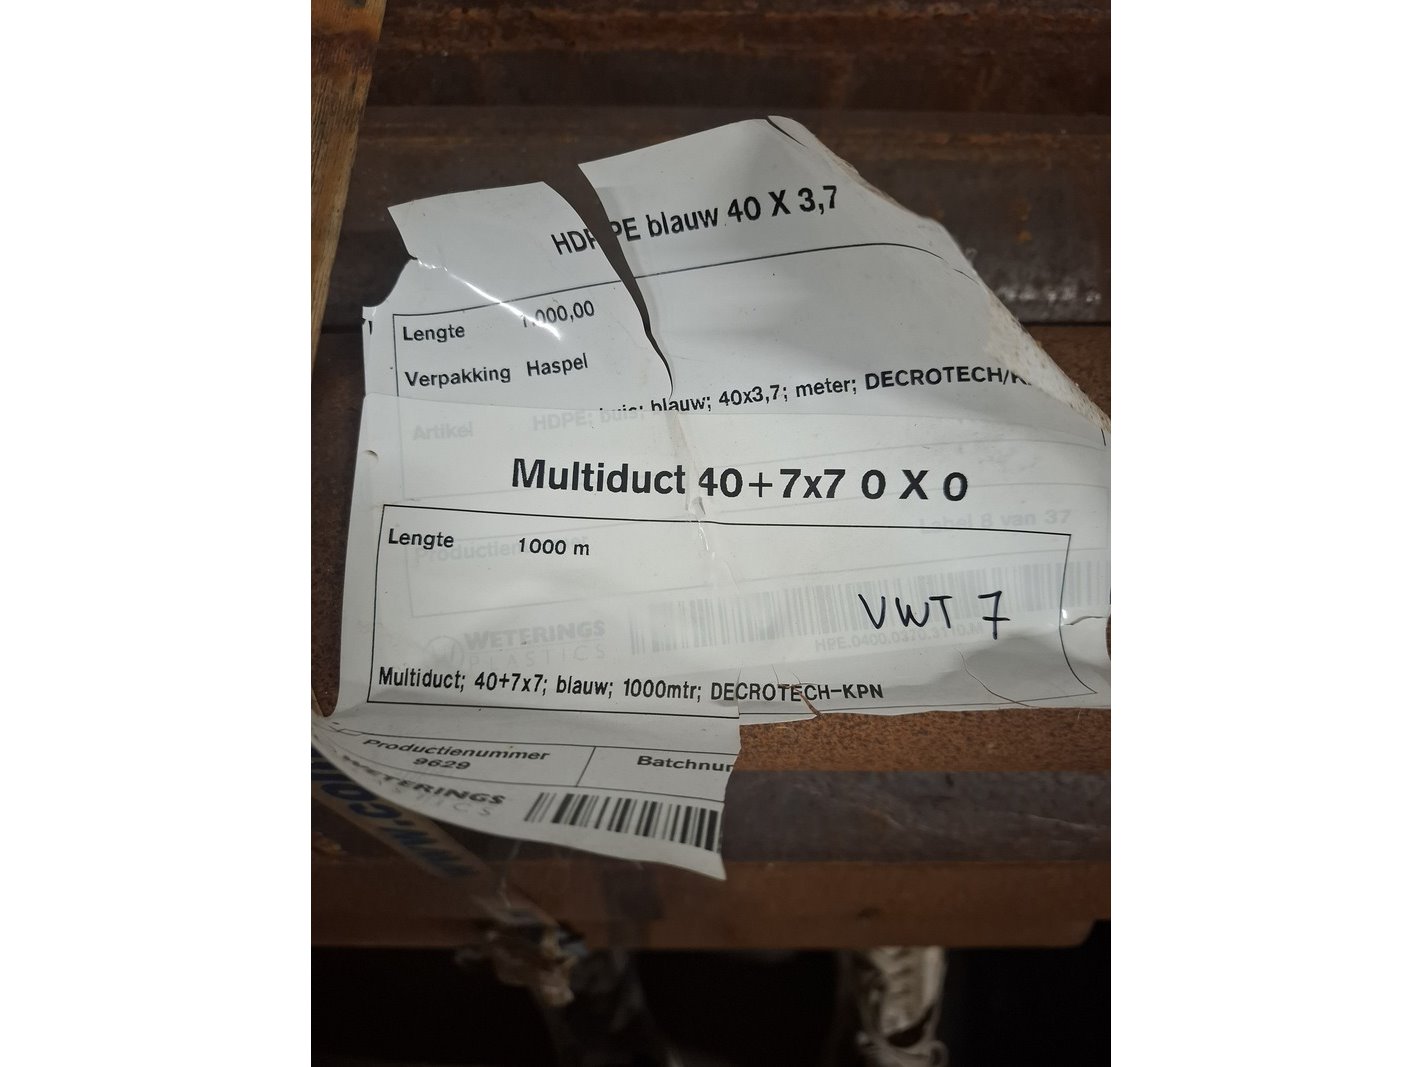 HDPE blauw 40 X 3,7
Lengte 1.000,00
Verpakking Haspel
Artikel HDPE; buis; blauw; 40x3,7; meter; DECROTECH/K
Multiduct 40+7x7 0 X 0
Label 8 van 37
Lengte 1000 m
Productienummer
VWT 7
WETERINGS
PLASTICS
Multiduct; 40+7x7; blauw; 1000mtr; DECROTECH-KPN
Productienummer Batchnum
9629
WETERINGS